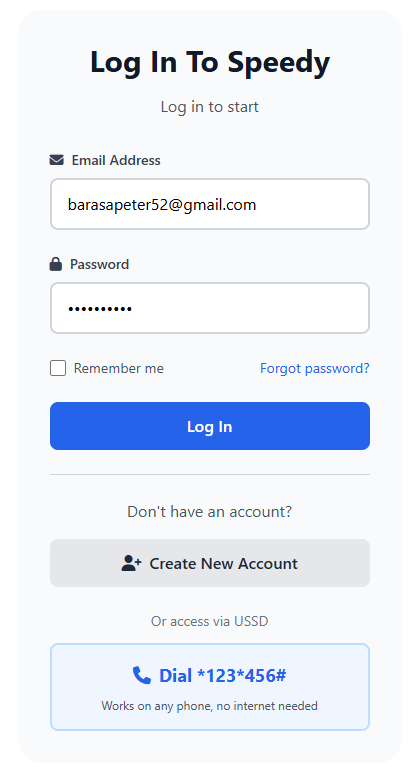 Log In To Speedy
Log in to start
Email Address
barasapeter52@gmail.com
Password
••••••••••
Remember me
Forgot password?
Log In
Don't have an account?
Create New Account
Or access via USSD
Dial *123*456#
Works on any phone, no internet needed